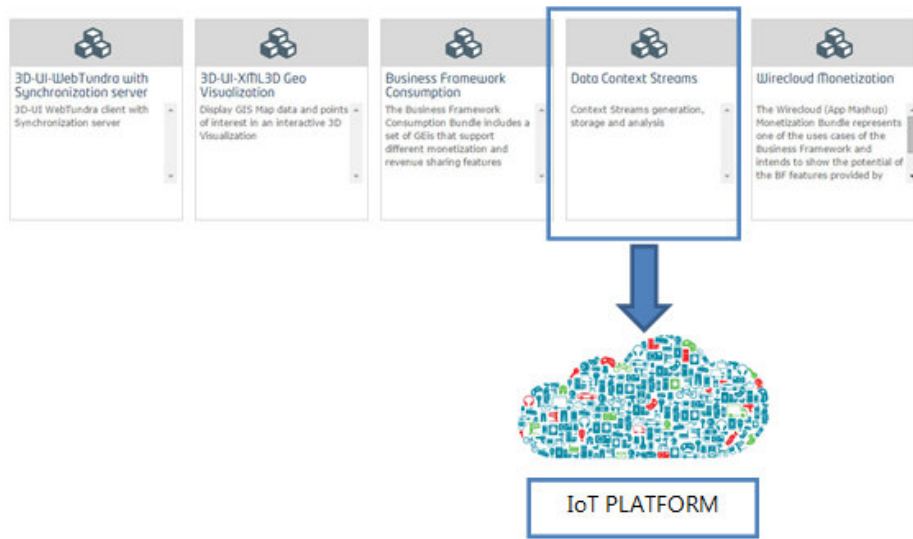 3D-UI-WebTundra with
Synchronization server
3D-UI WebTundra client with
Synchronization server
3D-UI-XML3D Geo
Visualization
Display GIS Map data and points
of interest in an interactive 3D
Visualization
Business Framework
Consumption
The Business Framework
Consumption Bundle includes a
set of GEis that support
different monetization and
revenue sharing features
Data Context Streams
Context Streams generation,
storage and analysis
Wirecloud Monetization
The Wirecloud (App Mashup)
Monetization Bundle represents
one of the uses cases of the
Business Framework and
intends to show the potential of
the BF features provided by
IoT PLATFORM